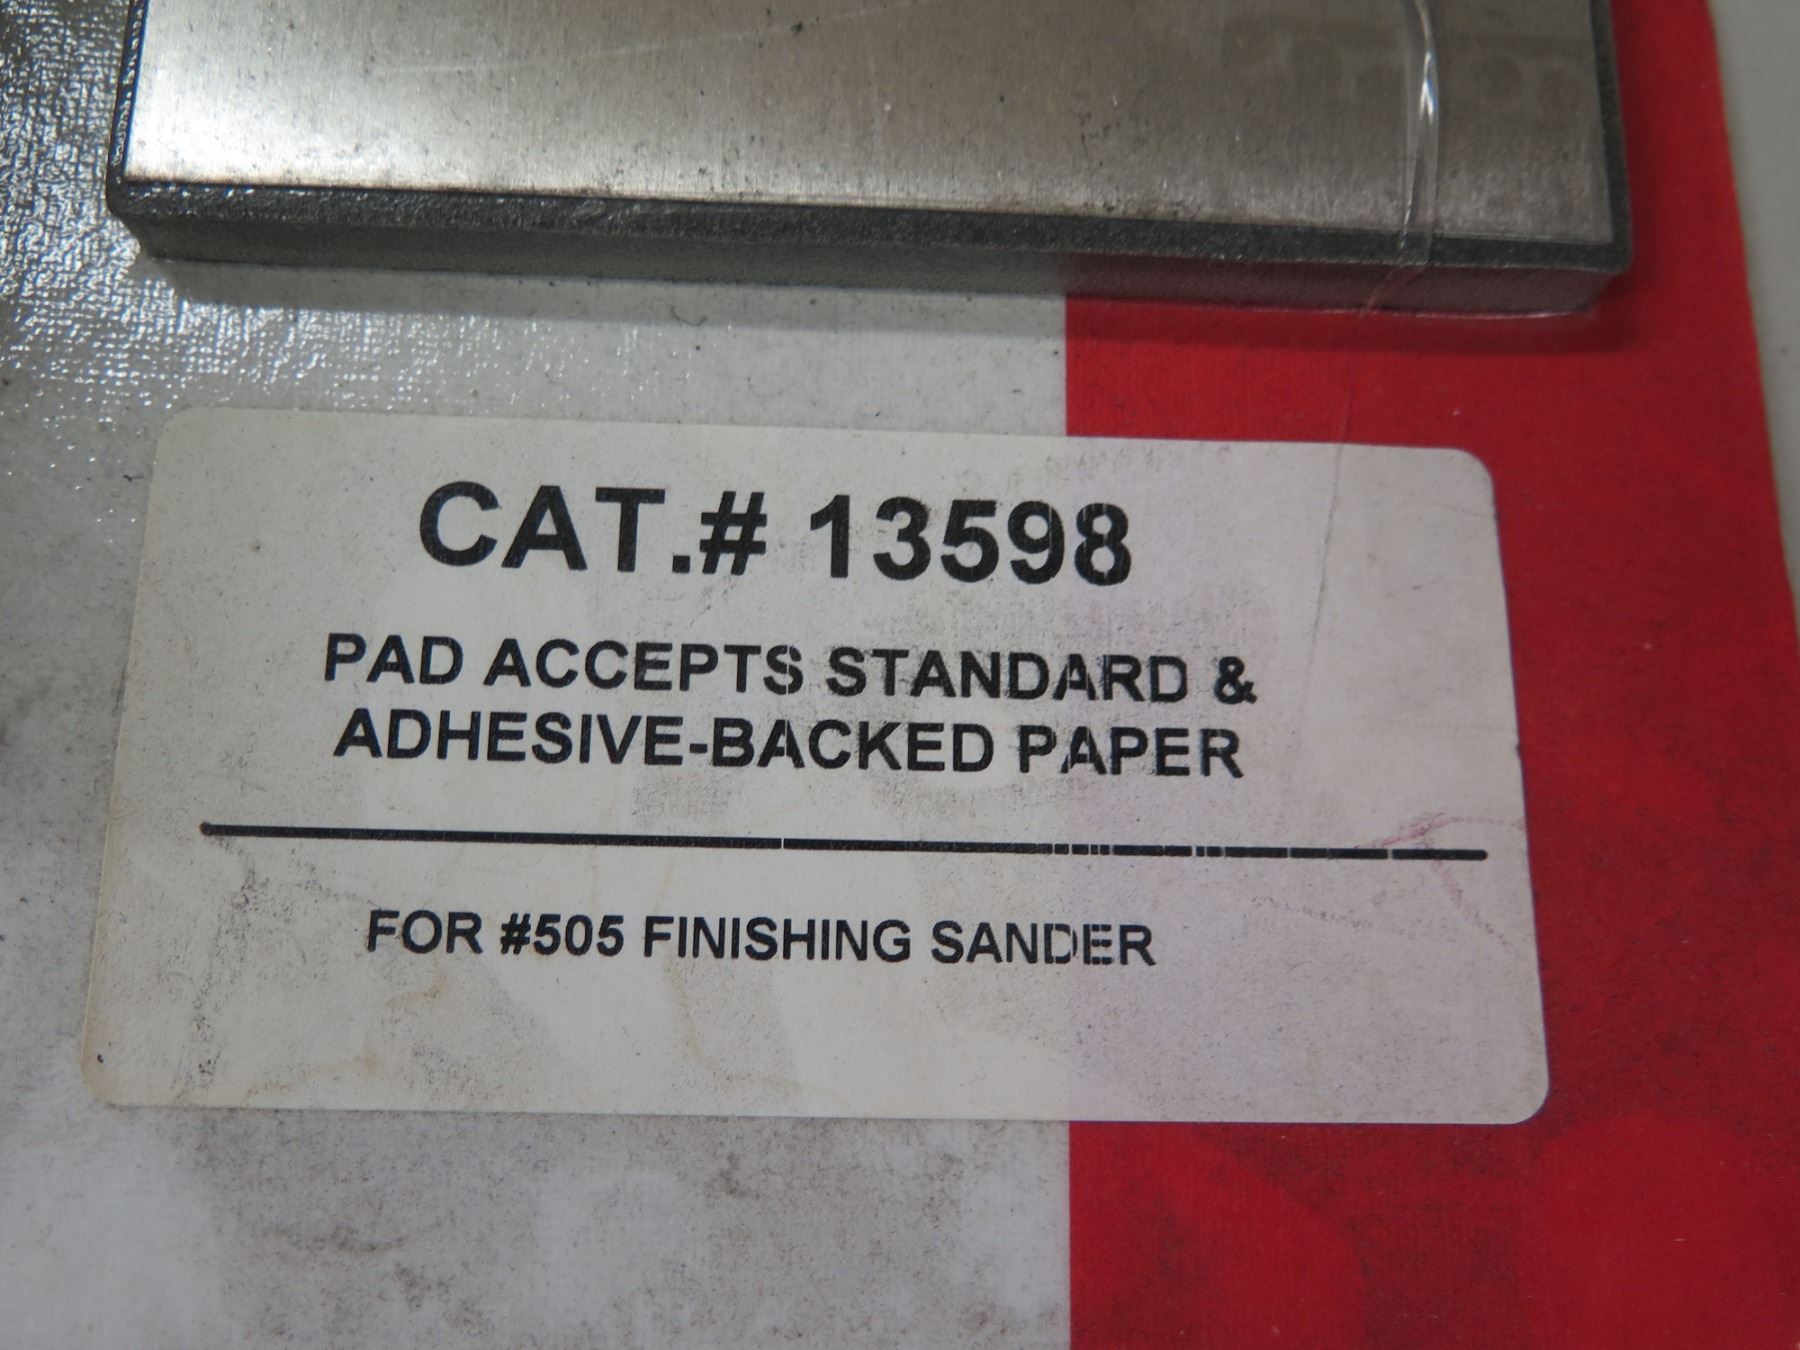 CAT.# 13598
PAD ACCEPTS STANDARD &
ADHESIVE-BACKED PAPER
FOR #505 FINISHING SANDER